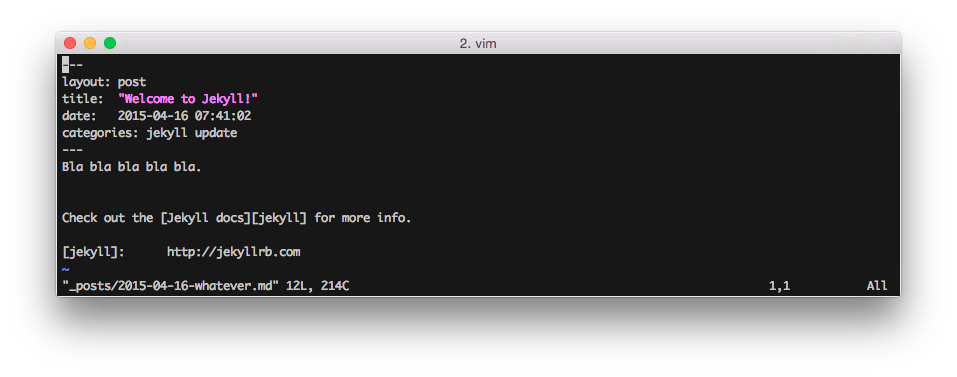 2. vim
---
layout: post
title:  "Welcome to Jekyll!"
date:   2015-04-16 07:41:02
categories: jekyll update
---
Bla bla bla bla bla.
Check out the [Jekyll docs][jekyll] for more info.
[jekyll]:      http://jekyllrb.com
~
"_posts/2015-04-16-whatever.md" 12L, 214C                                                            1,1           All